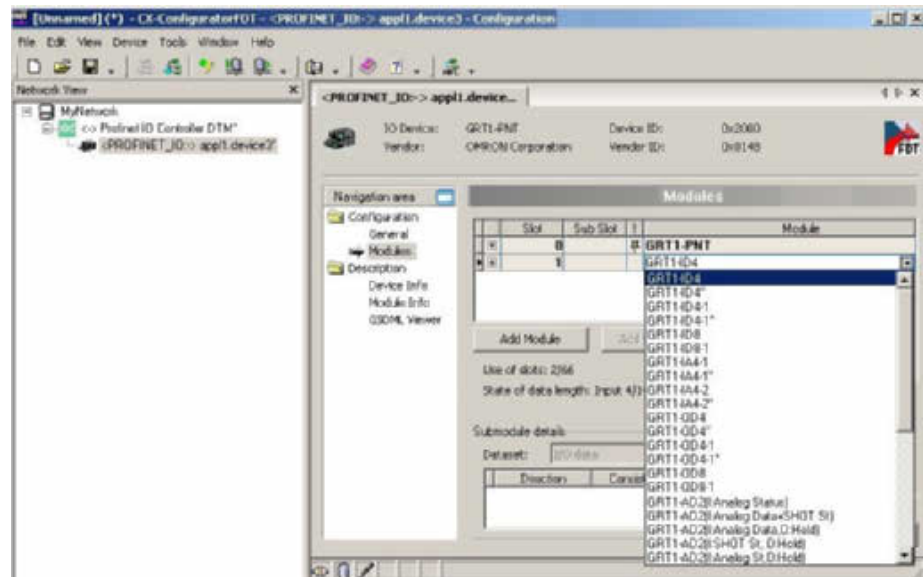 [Unnamed] (*) - CX-ConfiguratorFDT - <PROFINET_IO:-> appl1.device3 - Configuration
File Edit View Device Tools Window Help
Network View
MyNetwork
<-> Profinet IO Controller DTM*
<PROFINET_IO:-> appl1.device3*
<PROFINET_IO:-> appl1.device...
IO Device: GRT1-PNT Device ID: 0x2060
Vendor: OMRON Corporation Vendor ID: 0x0148
FDT
Navigation area
Configuration
General
Modules
Description
Device Info
Module Info
GSDML Viewer
Modules
Slot Sub Slot ! Module
0 GRT1-PNT
1 GRT1-ID4
GRT1-ID4
GRT1-ID4*
GRT1-ID4-1
GRT1-ID4-1*
GRT1-ID8
GRT1-ID8-1
GRT1-IA4-1
GRT1-IA4-1*
GRT1-IA4-2
GRT1-IA4-2*
GRT1-OD4
GRT1-OD4*
GRT1-OD4-1
GRT1-OD4-1*
GRT1-OD8
GRT1-OD8-1
GRT1-AD2(I:Analog Status)
GRT1-AD2(I:Analog Data+SHOT St)
GRT1-AD2(I:Analog Data,O:Hold)
GRT1-AD2(I:SHOT St, O:Hold)
GRT1-AD2(I:Analog St,O:Hold)
Add Module
Use of slots: 2/66
State of data length: Input 4/
Submodule details
Dataset: I/O data
Direction